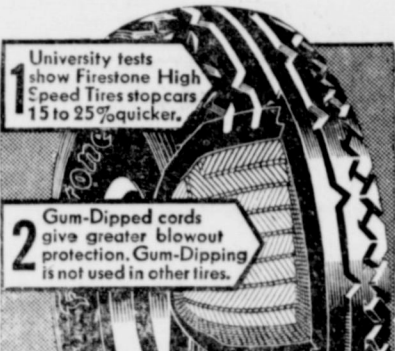 1
University tests
show Firestone High
Speed Tires stop cars
15 to 25% quicker.
2
Gum-Dipped cords
give greater blowout
protection. Gum-Dipping
is not used in other tires.